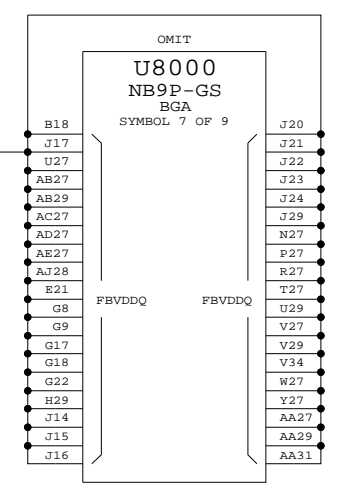 OMIT
U8000
NB9P-GS
BGA
SYMBOL 7 OF 9
B18 J20
J17 J21
U27 J22
AB27 J23
AB29 J24
AC27 J29
AD27 N27
AE27 P27
AJ28 R27
E21 T27
FBVDDQ FBVDDQ
G8 U29
G9 V27
G17 V29
G18 V34
G22 W27
H29 Y27
J14 AA27
J15 AA29
J16 AA31